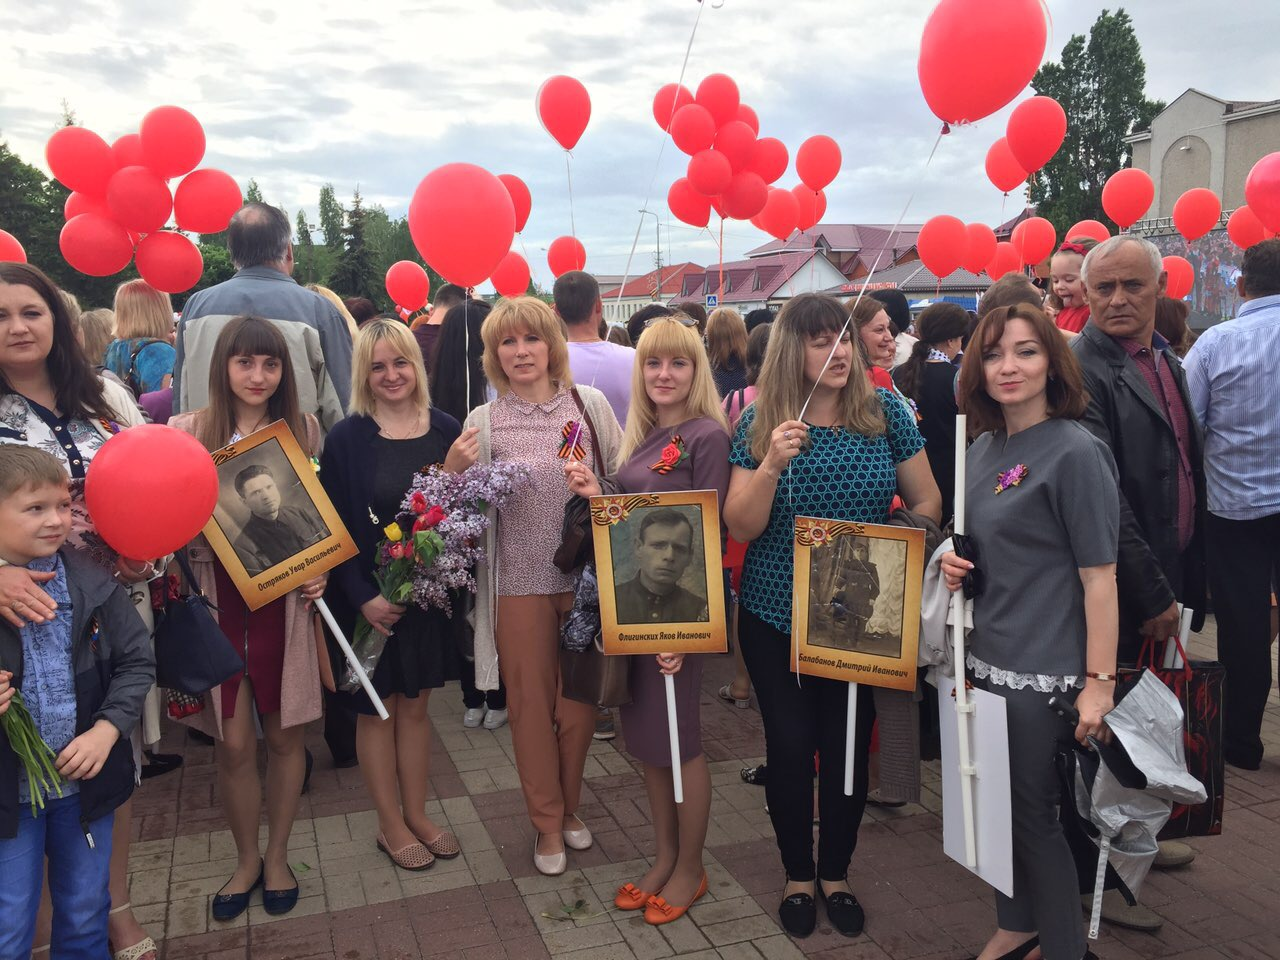 Остряков Увар Васильевич
Флигинских Яков Иванович
Балабанов Дмитрий Иванович